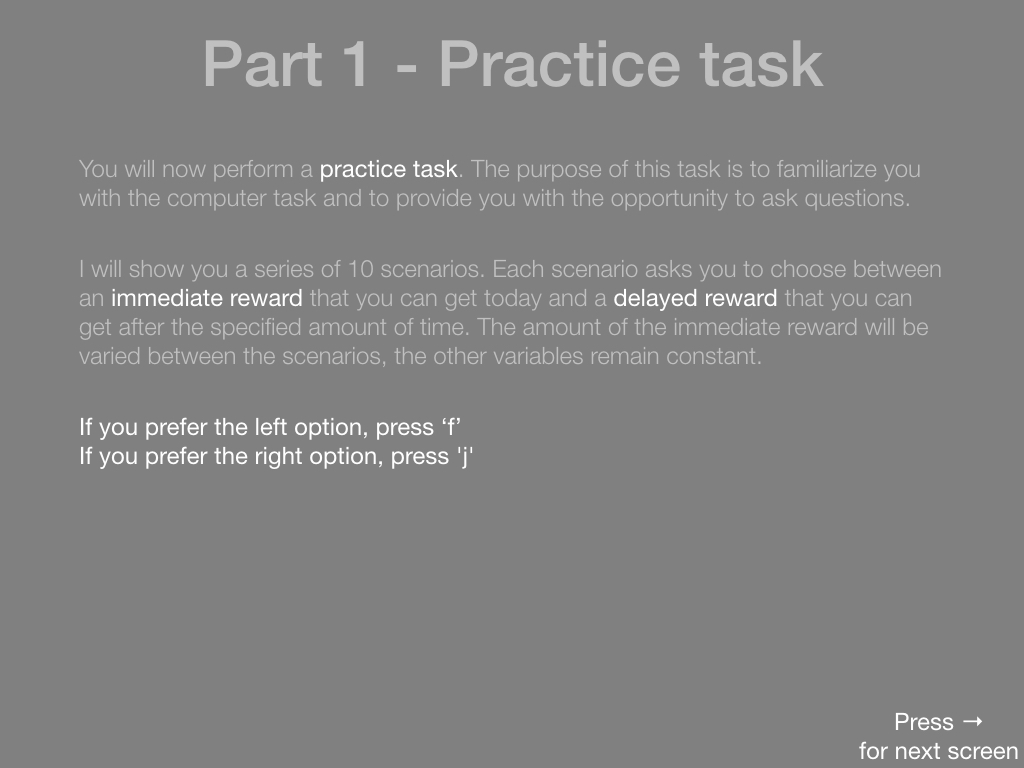 Part 1 - Practice task
You will now perform a practice task. The purpose of this task is to familiarize you
with the computer task and to provide you with the opportunity to ask questions.
I will show you a series of 10 scenarios. Each scenario asks you to choose between
an immediate reward that you can get today and a delayed reward that you can
get after the specified amount of time. The amount of the immediate reward will be
varied between the scenarios, the other variables remain constant.
If you prefer the left option, press ‘f’
If you prefer the right option, press 'j'
Press →
for next screen